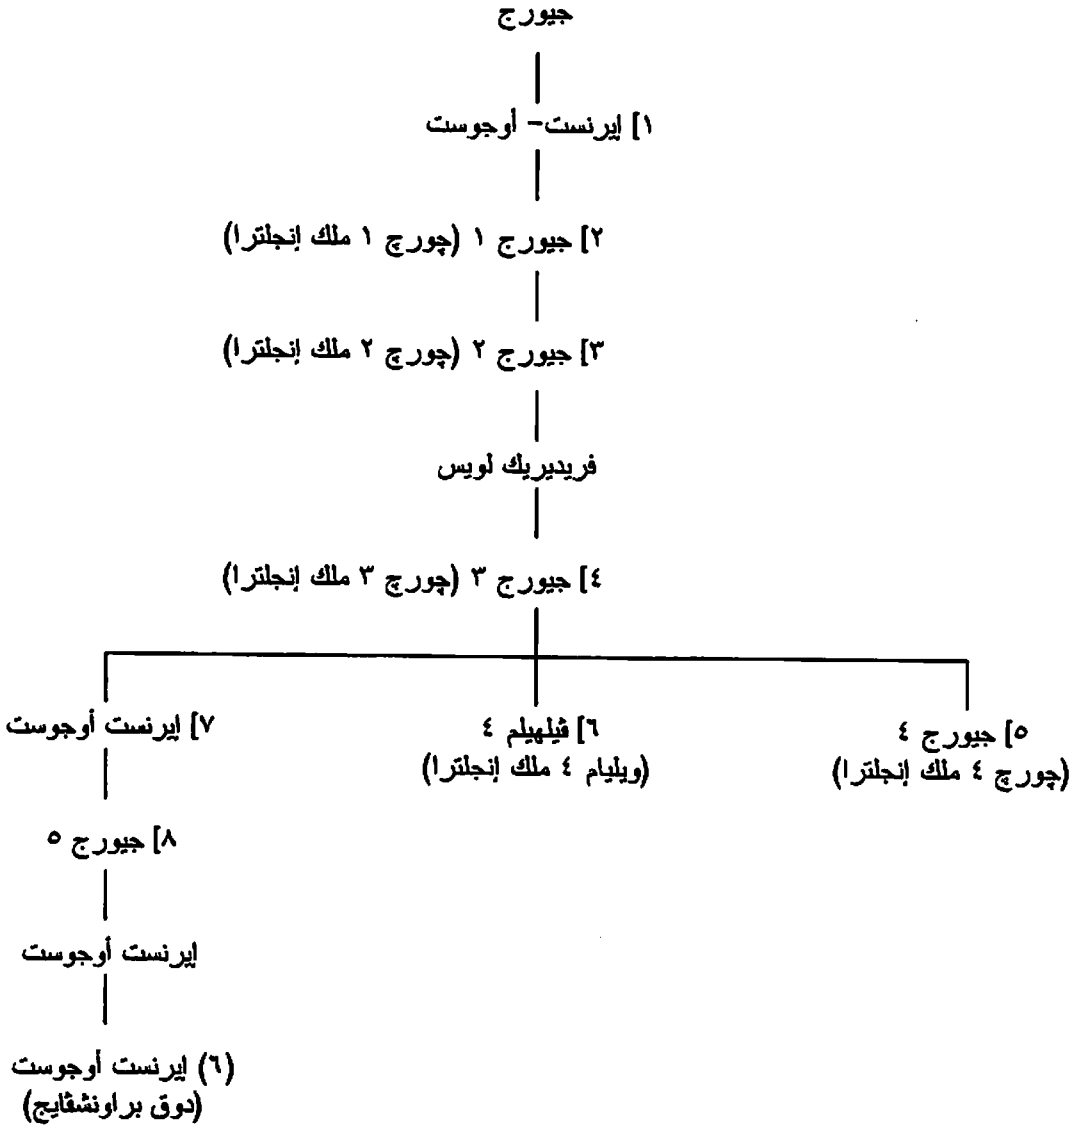 جيورج
١] إيرنست- أوجوست
٢] جيورج ١ (چورچ ١ ملك إنجلترا)
٣] جيورج ٢ (چورچ ٢ ملك إنجلترا)
فريديريك لويس
٤] جيورج ٣ (چورچ ٣ ملك إنجلترا)
٥] جيورج ٤
(چورچ ٤ ملك إنجلترا)
٦] ڤيلهيلم ٤
(ويليام ٤ ملك إنجلترا)
٧] إيرنست أوجوست
٨] جيورج ٥
إيرنست أوجوست
(٦) إيرنست أوجوست
(دوق براونشڤايج)